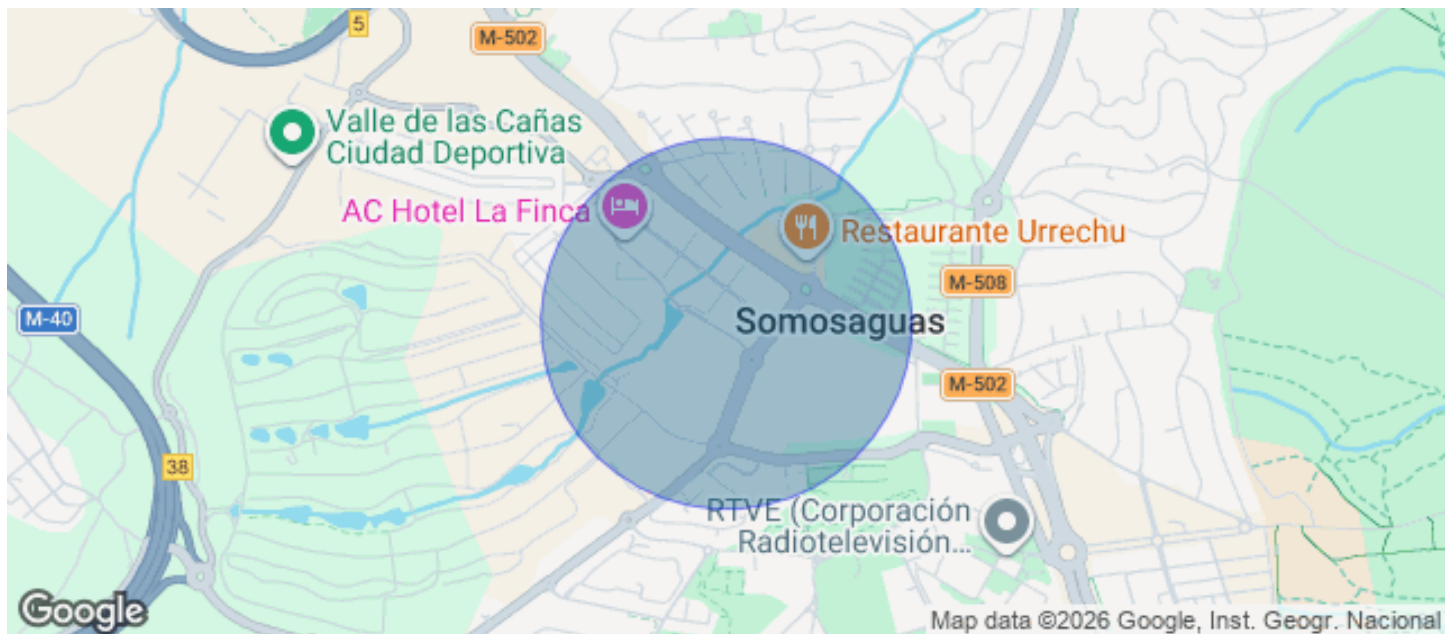 5
M-502
Valle de las Cañas
Ciudad Deportiva
AC Hotel La Finca
Restaurante Urrechu
M-508
M-40
Somosaguas
M-502
38
RTVE (Corporación
Radiotelevisión...
Google
Map data ©2026 Google, Inst. Geogr. Nacional